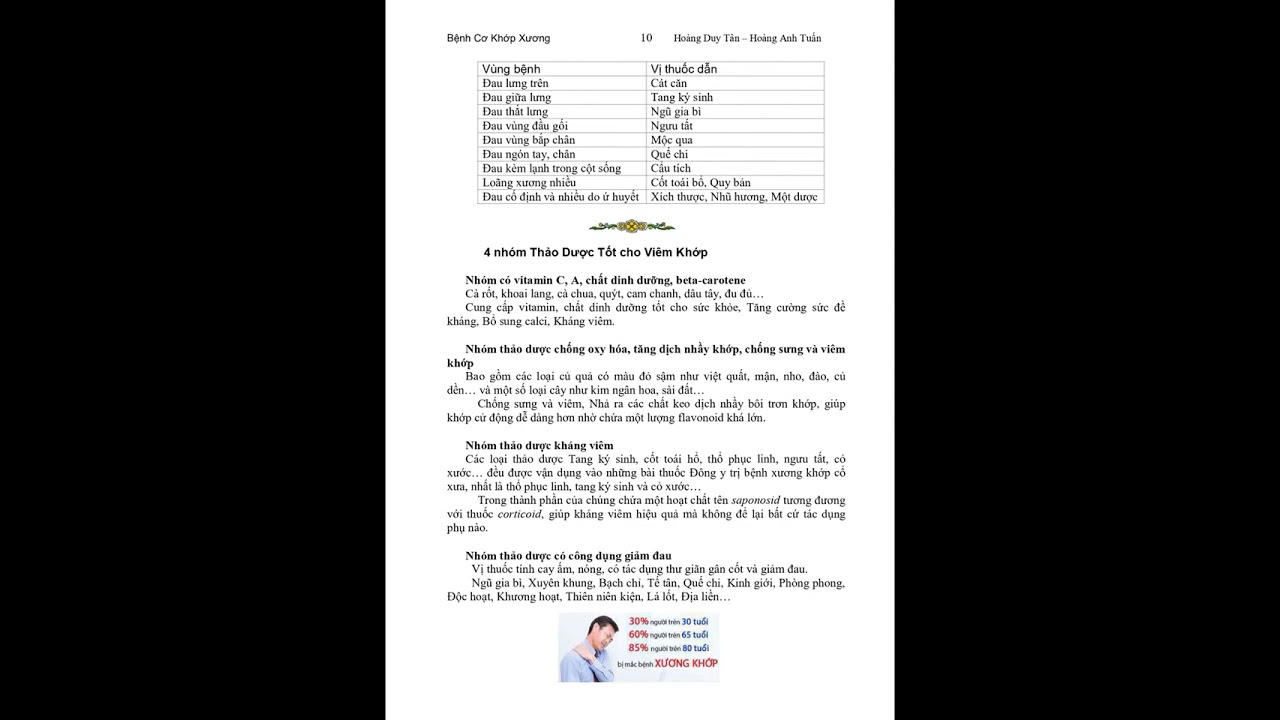 Bệnh Cơ Khớp Xương 10 Hoàng Duy Tân – Hoàng Anh Tuấn
Vùng bệnh Vị thuốc dẫn
Đau lưng trên Cát căn
Đau giữa lưng Tang ký sinh
Đau thắt lưng Ngũ gia bì
Đau vùng đầu gối Ngưu tất
Đau vùng bắp chân Mộc qua
Đau ngón tay, chân Quế chi
Đau kèm lạnh trong cột sống Cẩu tích
Loãng xương nhiều Cốt toái bổ, Quy bản
Đau cố định và nhiều do ứ huyết Xích thược, Nhũ hương, Một dược
4 nhóm Thảo Dược Tốt cho Viêm Khớp
Nhóm có vitamin C, A, chất dinh dưỡng, beta-carotene
Cà rốt, khoai lang, cà chua, quýt, cam chanh, dâu tây, đu đủ…
Cung cấp vitamin, chất dinh dưỡng tốt cho sức khỏe, Tăng cường sức đề
kháng, Bổ sung calci, Kháng viêm.
Nhóm thảo dược chống oxy hóa, tăng dịch nhầy khớp, chống sưng và viêm
khớp
Bao gồm các loại củ quả có màu đỏ sậm như việt quất, mận, nho, đào, củ
dền… và một số loại cây như kim ngân hoa, sài đất…
Chống sưng và viêm, Nhả ra các chất keo dịch nhầy bôi trơn khớp, giúp
khớp cử động dễ dàng hơn nhờ chứa một lượng flavonoid khá lớn.
Nhóm thảo dược kháng viêm
Các loại thảo dược Tang ký sinh, cốt toái hổ, thổ phục linh, ngưu tất, cỏ
xước… đều được vận dụng vào những bài thuốc Đông y trị bệnh xương khớp cổ
xưa, nhất là thổ phục linh, tang ký sinh và cỏ xước…
Trong thành phần của chúng chứa một hoạt chất tên saponosid tương đương
với thuốc corticoid, giúp kháng viêm hiệu quả mà không để lại bất cứ tác dụng
phụ nào.
Nhóm thảo dược có công dụng giảm đau
Vị thuốc tính cay ấm, nóng, có tác dụng thư giãn gân cốt và giảm đau.
Ngũ gia bì, Xuyên khung, Bạch chỉ, Tế tân, Quế chi, Kinh giới, Phòng phong,
Độc hoạt, Khương hoạt, Thiên niên kiện, Lá lốt, Địa liền…
30% người trên 30 tuổi
60% người trên 65 tuổi
85% người trên 80 tuổi
bị mắc bệnh XƯƠNG KHỚP